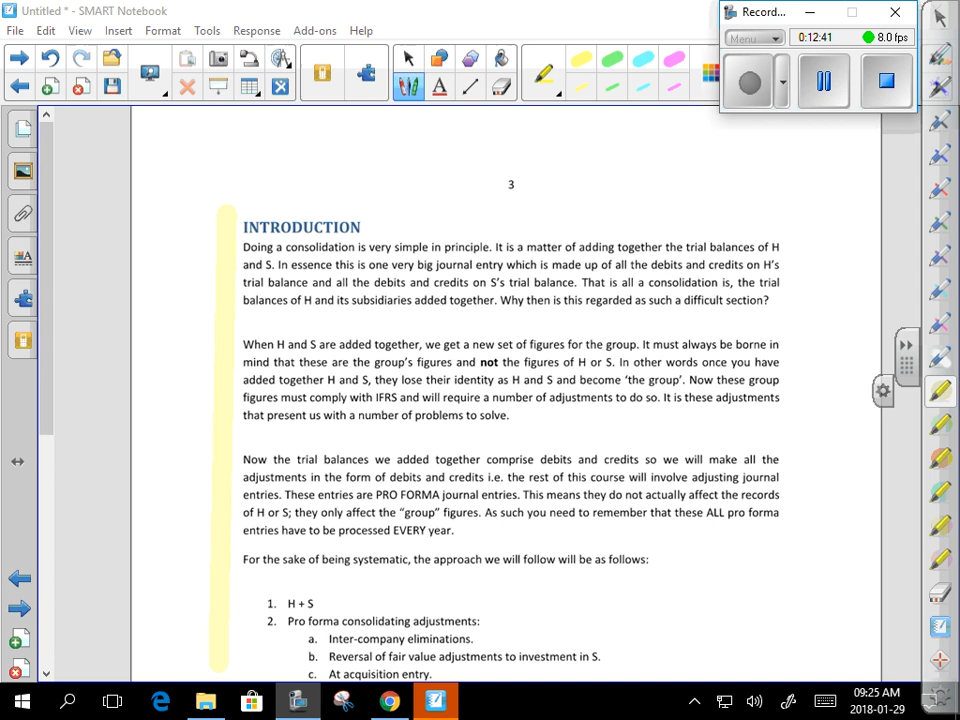 Untitled * - SMART Notebook
File Edit View Insert Format Tools Response Add-ons Help
Record...
Menu 0:12:41 8.0 fps
3
INTRODUCTION
Doing a consolidation is very simple in principle. It is a matter of adding together the trial balances of H
and S. In essence this is one very big journal entry which is made up of all the debits and credits on H's
trial balance and all the debits and credits on S's trial balance. That is all a consolidation is, the trial
balances of H and its subsidiaries added together. Why then is this regarded as such a difficult section?
When H and S are added together, we get a new set of figures for the group. It must always be borne in
mind that these are the group's figures and not the figures of H or S. In other words once you have
added together H and S, they lose their identity as H and S and become 'the group'. Now these group
figures must comply with IFRS and will require a number of adjustments to do so. It is these adjustments
that present us with a number of problems to solve.
Now the trial balances we added together comprise debits and credits so we will make all the
adjustments in the form of debits and credits i.e. the rest of this course will involve adjusting journal
entries. These entries are PRO FORMA journal entries. This means they do not actually affect the records
of H or S; they only affect the "group" figures. As such you need to remember that these ALL pro forma
entries have to be processed EVERY year.
For the sake of being systematic, the approach we will follow will be as follows:
1. H + S
2. Pro forma consolidating adjustments:
a. Inter-company eliminations.
b. Reversal of fair value adjustments to investment in S.
c. At acquisition entry.
09:25 AM
2018-01-29